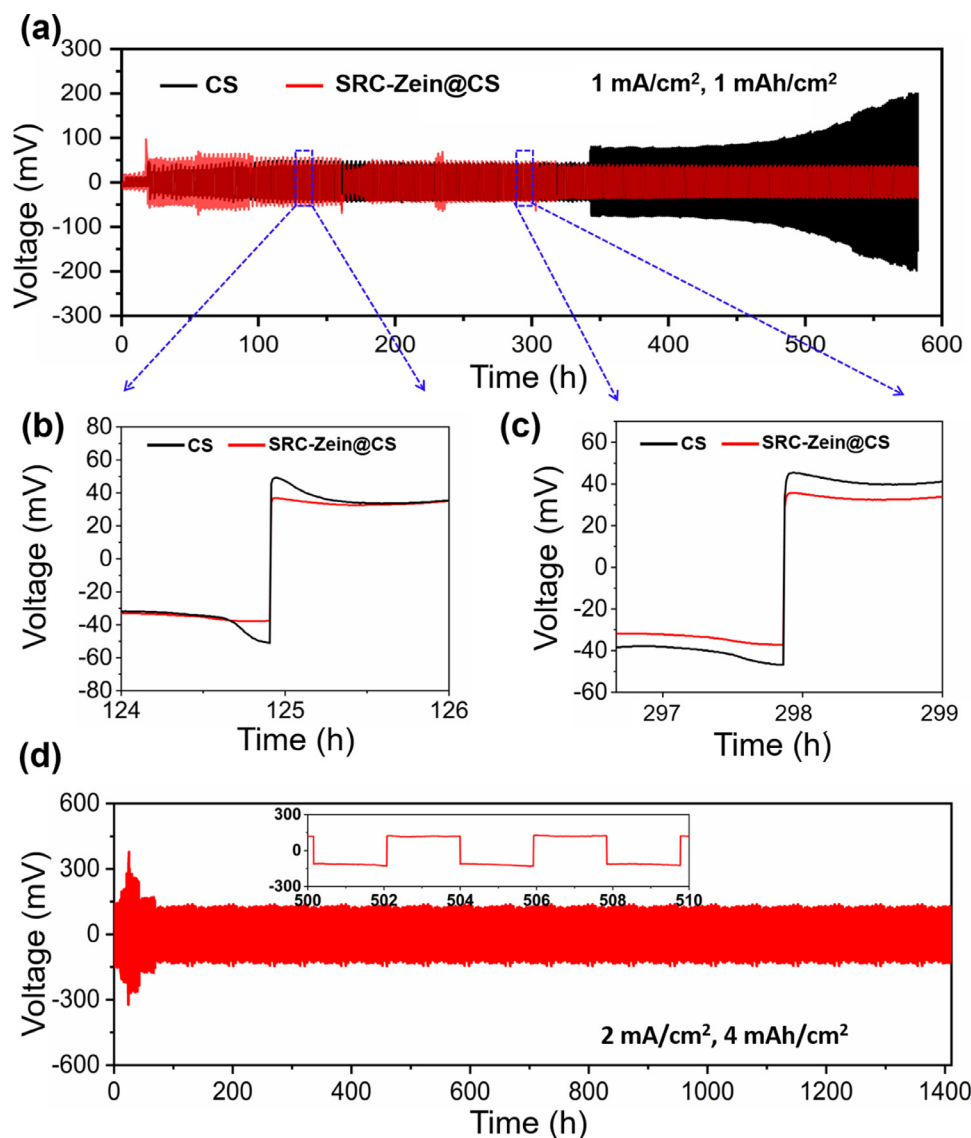 (a)
300
200
100
0
-100
-200
-300
Voltage (mV)
CS
SRC-Zein@CS
1 mA/cm², 1 mAh/cm²
0 100 200 300 400 500 600
Time (h)
(b)
80
60
40
20
0
-20
-40
-60
-80
Voltage (mV)
CS SRC-Zein@CS
124 125 126
Time (h)
(c)
60
40
20
0
-20
-40
-60
Voltage (mV)
CS SRC-Zein@CS
297 298 299
Time (h)
(d)
600
300
0
-300
-600
Voltage (mV)
300
0
-300
500 502 504 506 508 510
2 mA/cm², 4 mAh/cm²
0 200 400 600 800 1000 1200 1400
Time (h)